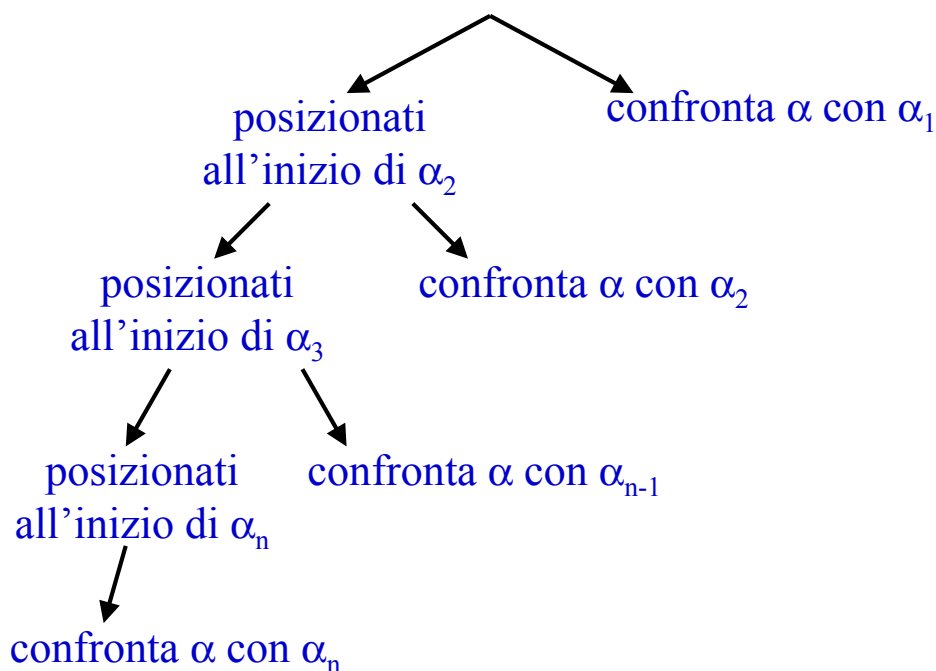 posizionati
all’inizio di α₂
confronta α con α₁
posizionati
all’inizio di α₃
confronta α con α₂
posizionati
all’inizio di αₙ
confronta α con αₙ₋₁
confronta α con αₙ